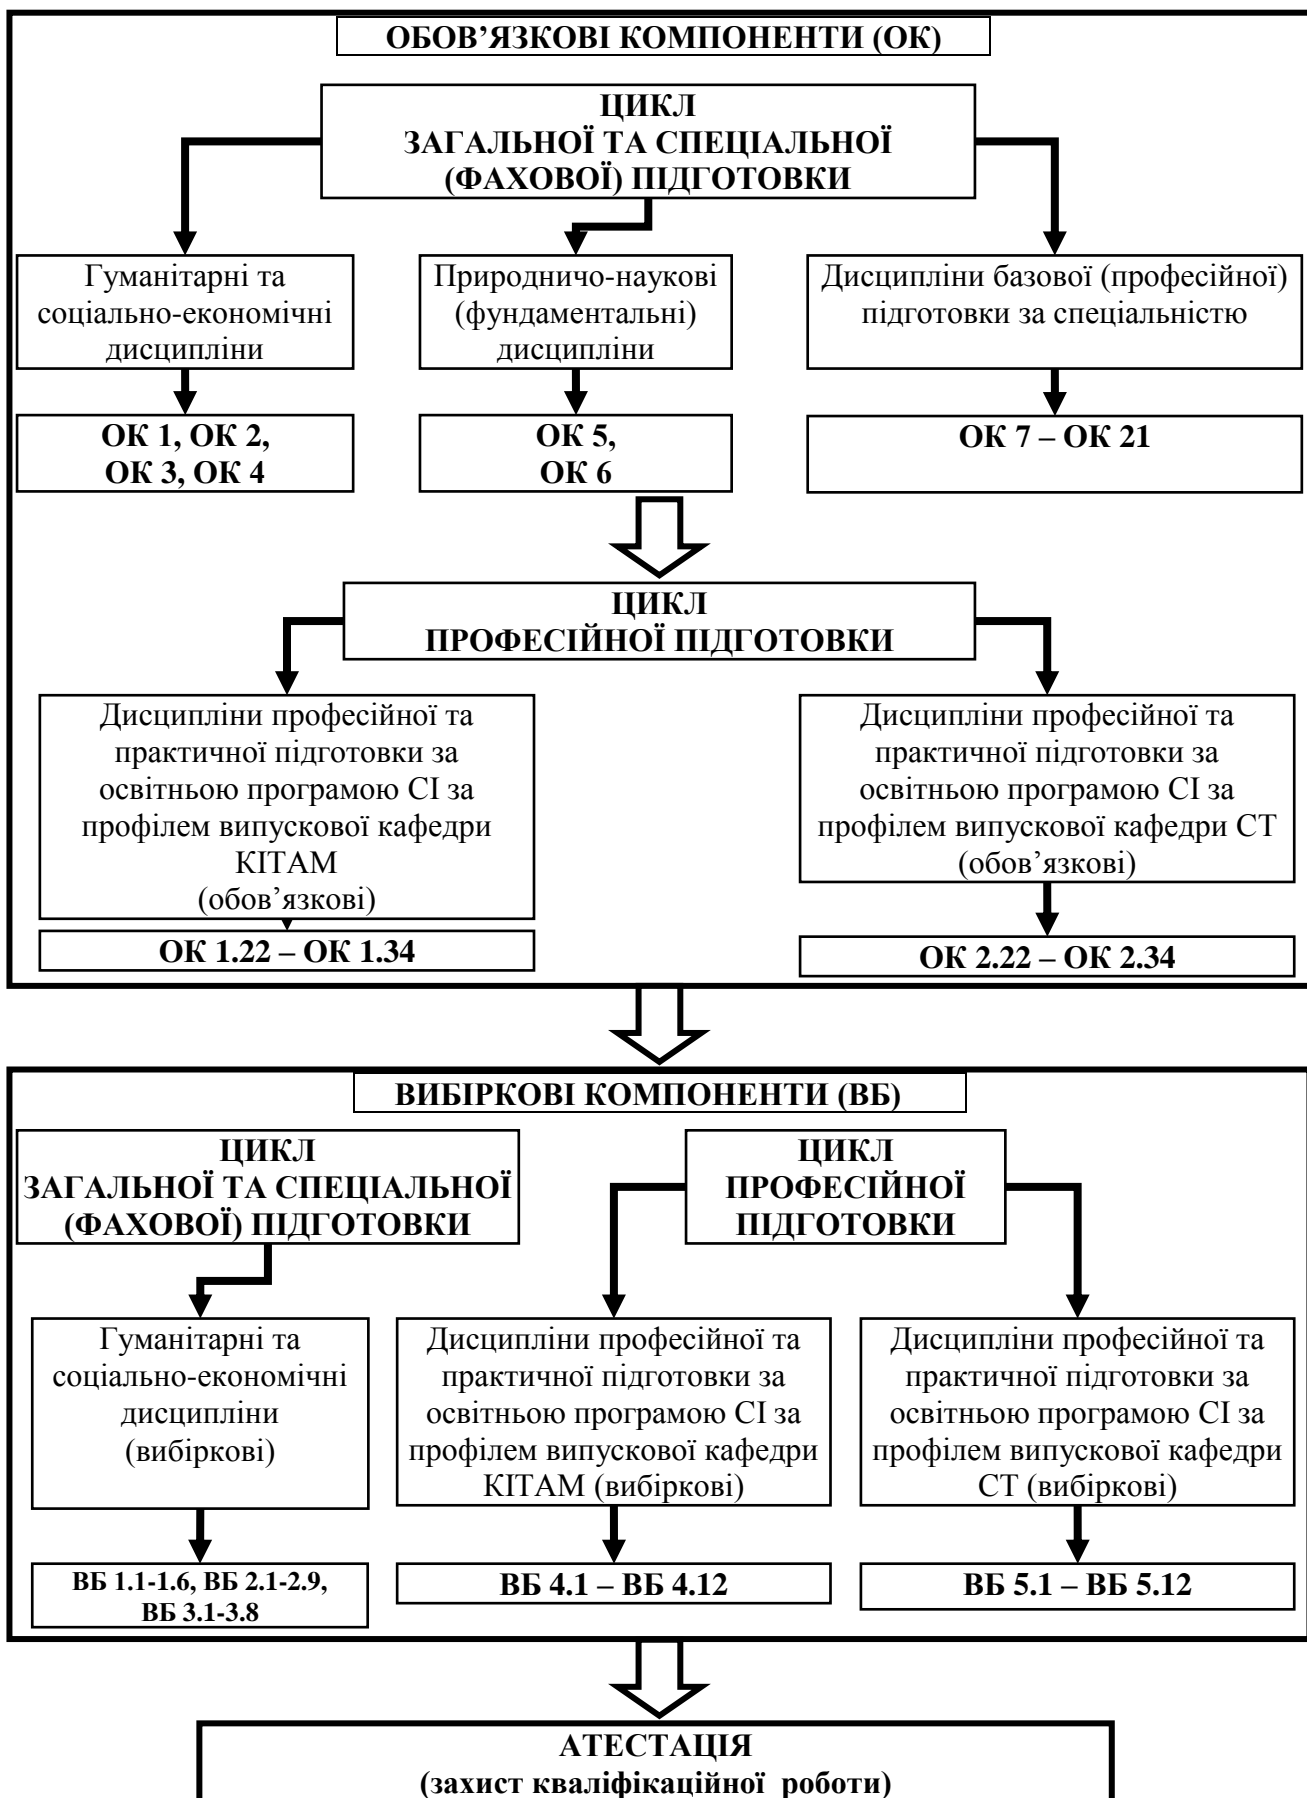 ОБОВ’ЯЗКОВІ КОМПОНЕНТИ (ОК)
ЦИКЛ
ЗАГАЛЬНОЇ ТА СПЕЦІАЛЬНОЇ
(ФАХОВОЇ) ПІДГОТОВКИ
Гуманітарні та
соціально-економічні
дисципліни
Природничо-наукові
(фундаментальні)
дисципліни
Дисципліни базової (професійної)
підготовки за спеціальністю
ОК 1, ОК 2,
ОК 3, ОК 4
ОК 5,
ОК 6
ОК 7 – ОК 21
ЦИКЛ
ПРОФЕСІЙНОЇ ПІДГОТОВКИ
Дисципліни професійної та
практичної підготовки за
освітньою програмою СІ за
профілем випускової кафедри
КІТАМ
(обов’язкові)
Дисципліни професійної та
практичної підготовки за
освітньою програмою СІ за
профілем випускової кафедри СТ
(обов’язкові)
ОК 1.22 – ОК 1.34
ОК 2.22 – ОК 2.34
ВИБІРКОВІ КОМПОНЕНТИ (ВБ)
ЦИКЛ
ЗАГАЛЬНОЇ ТА СПЕЦІАЛЬНОЇ
(ФАХОВОЇ) ПІДГОТОВКИ
ЦИКЛ
ПРОФЕСІЙНОЇ
ПІДГОТОВКИ
Гуманітарні та
соціально-економічні
дисципліни
(вибіркові)
Дисципліни професійної та
практичної підготовки за
освітньою програмою СІ за
профілем випускової кафедри
КІТАМ (вибіркові)
Дисципліни професійної та
практичної підготовки за
освітньою програмою СІ за
профілем випускової кафедри
СТ (вибіркові)
ВБ 1.1-1.6, ВБ 2.1-2.9,
ВБ 3.1-3.8
ВБ 4.1 – ВБ 4.12
ВБ 5.1 – ВБ 5.12
АТЕСТАЦІЯ
(захист кваліфікаційної роботи)